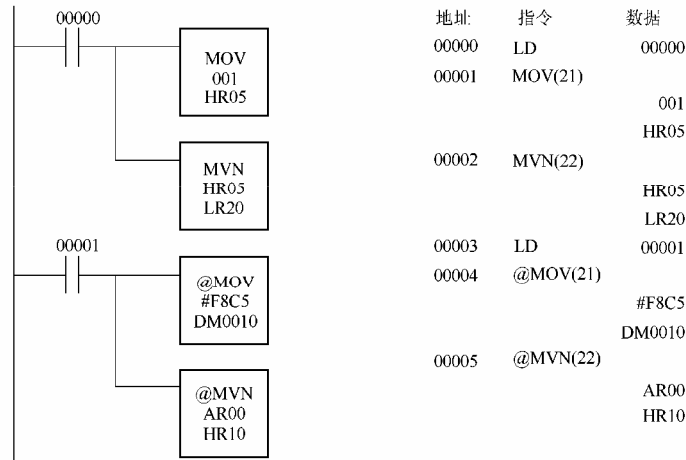 00000
MOV
001
HR05
MVN
HR05
LR20
00001
@MOV
#F8C5
DM0010
@MVN
AR00
HR10
地址 指令 数据
00000 LD 00000
00001 MOV(21)
001
HR05
00002 MVN(22)
HR05
LR20
00003 LD 00001
00004 @MOV(21)
#F8C5
DM0010
00005 @MVN(22)
AR00
HR10